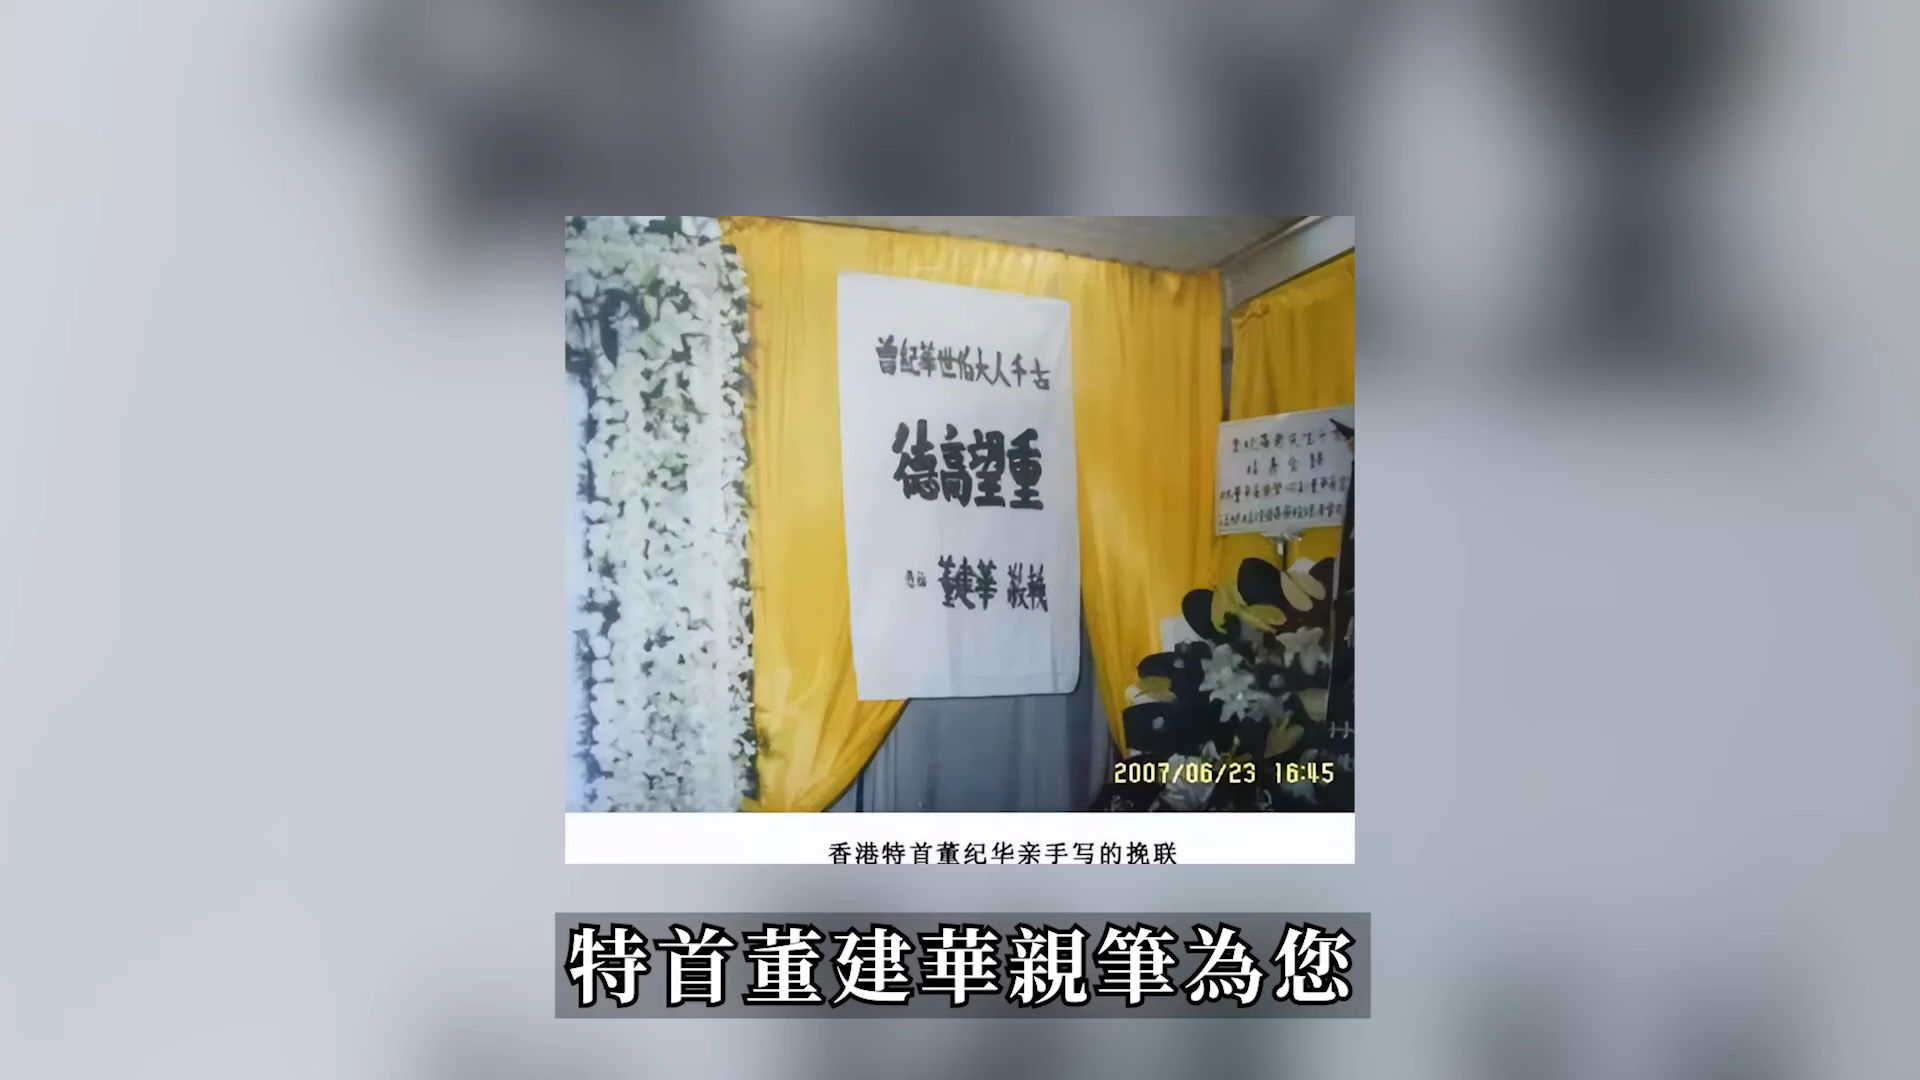 曾紀華世伯大人千古
德高望重
董建華 敬輓
2007/06/23 16:45
香港特首董纪华亲手写的挽联
特首董建華親筆為您